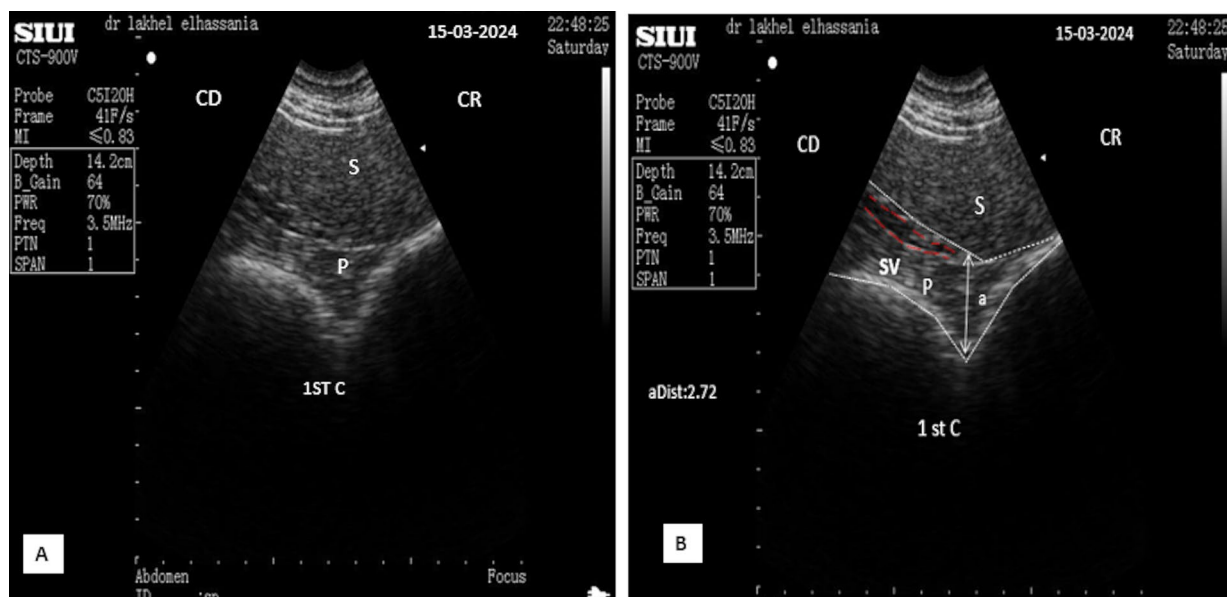 dr lakhel elhassania
SIUI
CTS-900V
15-03-2024
22:48:25
Saturday
Probe C5I20H
Frame 41F/s
MI ≤0.83
Depth 14.2cm
B_Gain 64
PWR 70%
Freq 3.5MHz
PTN 1
SPAN 1
CD
CR
S
P
1ST C
A
Abdomen
Focus
dr lakhel elhassania
SIUI
CTS-900V
15-03-2024
22:48:25
Saturday
Probe C5I20H
Frame 41F/s
MI ≤0.83
Depth 14.2cm
B_Gain 64
PWR 70%
Freq 3.5MHz
PTN 1
SPAN 1
CD
CR
S
SV
P
a
aDist:2.72
1 st C
B